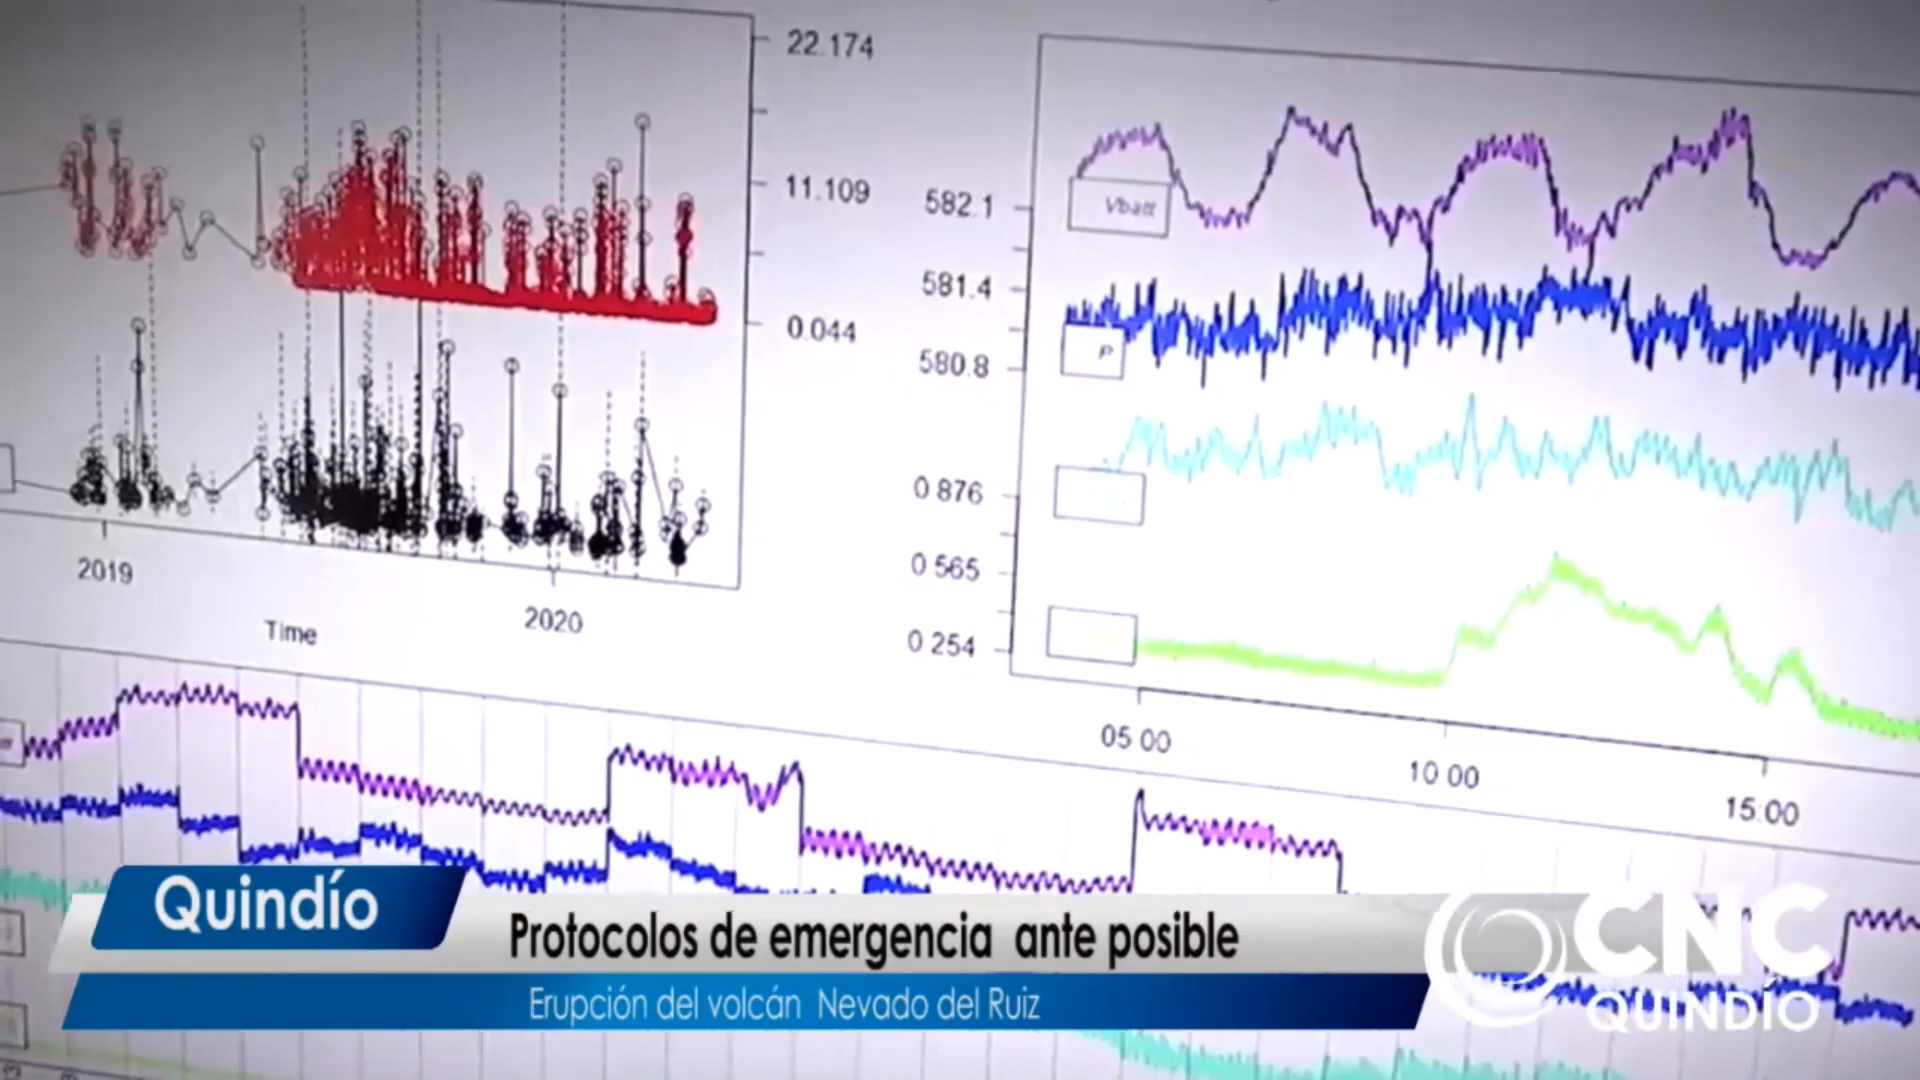 22.174
11.109
0.044
2019
2020
Time
582.1
581.4
580.8
0 876
0 565
0 254
Vbatt
P
05 00
10 00
15:00
Quindío
Protocolos de emergencia ante posible
Erupción del volcán Nevado del Ruiz
CNC
QUINDÍO